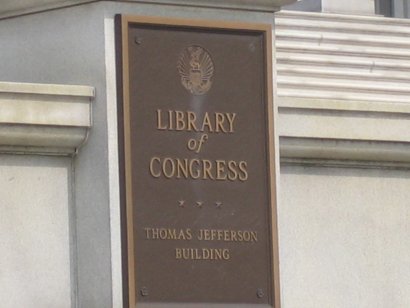 LIBRARY
of
CONGRESS
THOMAS JEFFERSON
BUILDING